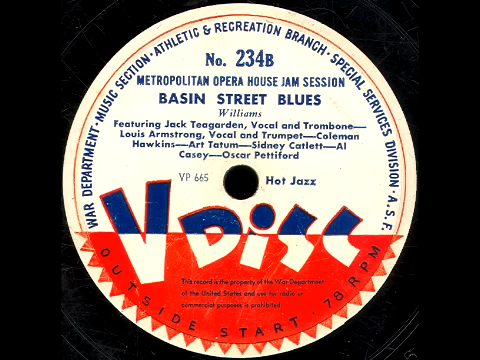 WAR DEPARTMENT·MUSIC SECTION·ATHLETIC & RECREATION BRANCH·SPECIAL SERVICES DIVISION·A.S.F.
No. 234B
METROPOLITAN OPERA HOUSE JAM SESSION
BASIN STREET BLUES
Williams
Featuring Jack Teagarden, Vocal and Trombone—
Louis Armstrong, Vocal and Trumpet—Coleman
Hawkins—Art Tatum—Sidney Catlett—Al
Casey—Oscar Pettiford
VP 665 Hot Jazz
V DiSC
This record is the property of the War Department
of the United States and use for radio or
commercial purposes is prohibited
OUTSIDE START·78 RPM